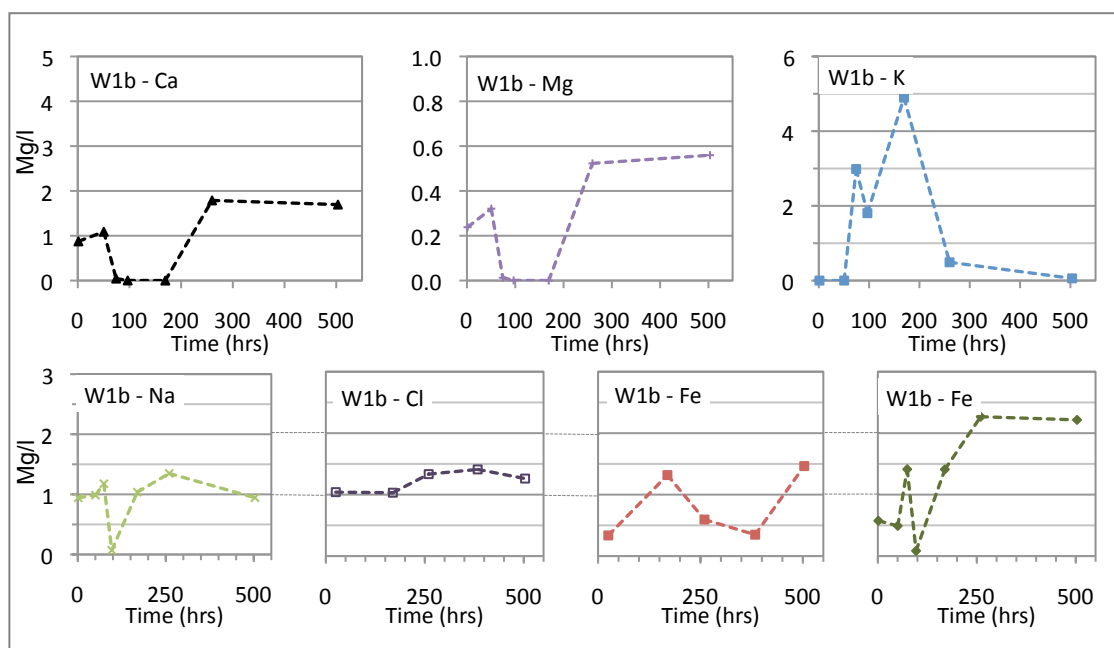 W1b - Ca
5
4
3
2
1
0
Mg/l
0 100 200 300 400 500
Time (hrs)
W1b - Mg
1.0
0.8
0.6
0.4
0.2
0.0
0 100 200 300 400 500
Time (hrs)
W1b - K
6
4
2
0
0 100 200 300 400 500
Time (hrs)
W1b - Na
3
2
1
0
Mg/l
0 500
Time (hrs)
W1b - Cl
0 500
Time (hrs)
W1b - Fe
0 500
Time (hrs)
W1b - Fe
0 500
Time (hrs)